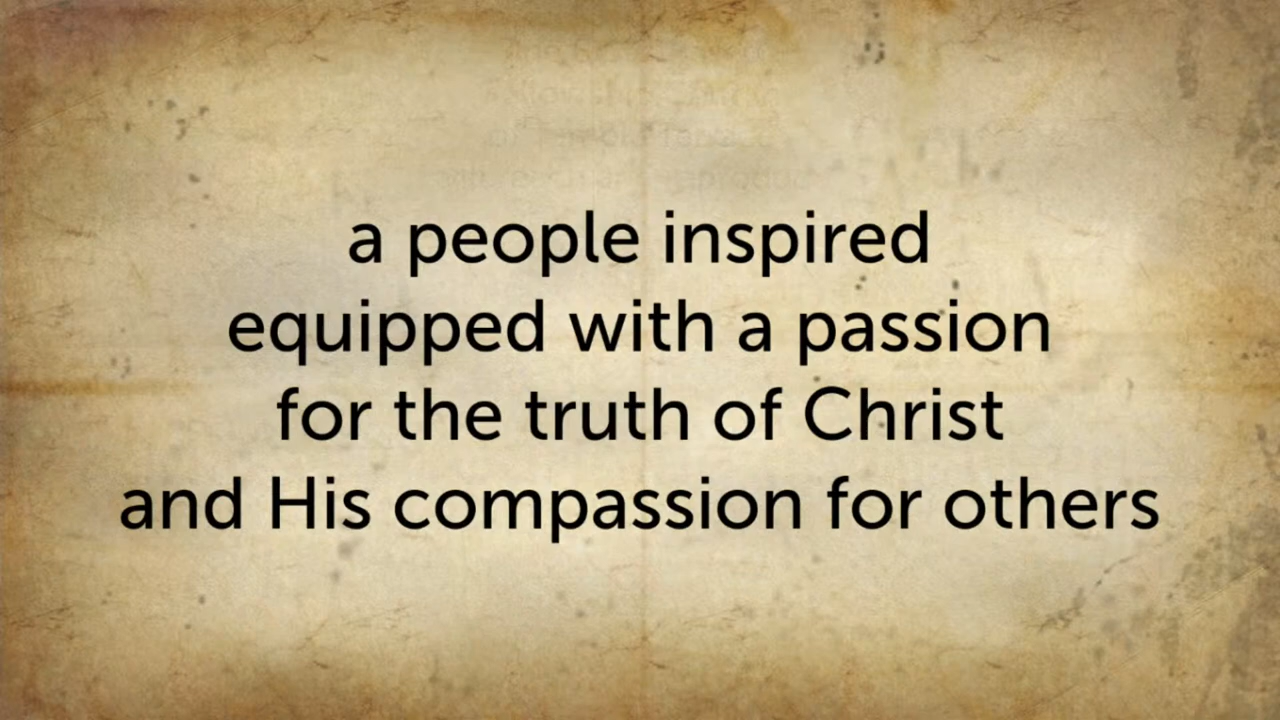 a people inspired
equipped with a passion
for the truth of Christ
and His compassion for others